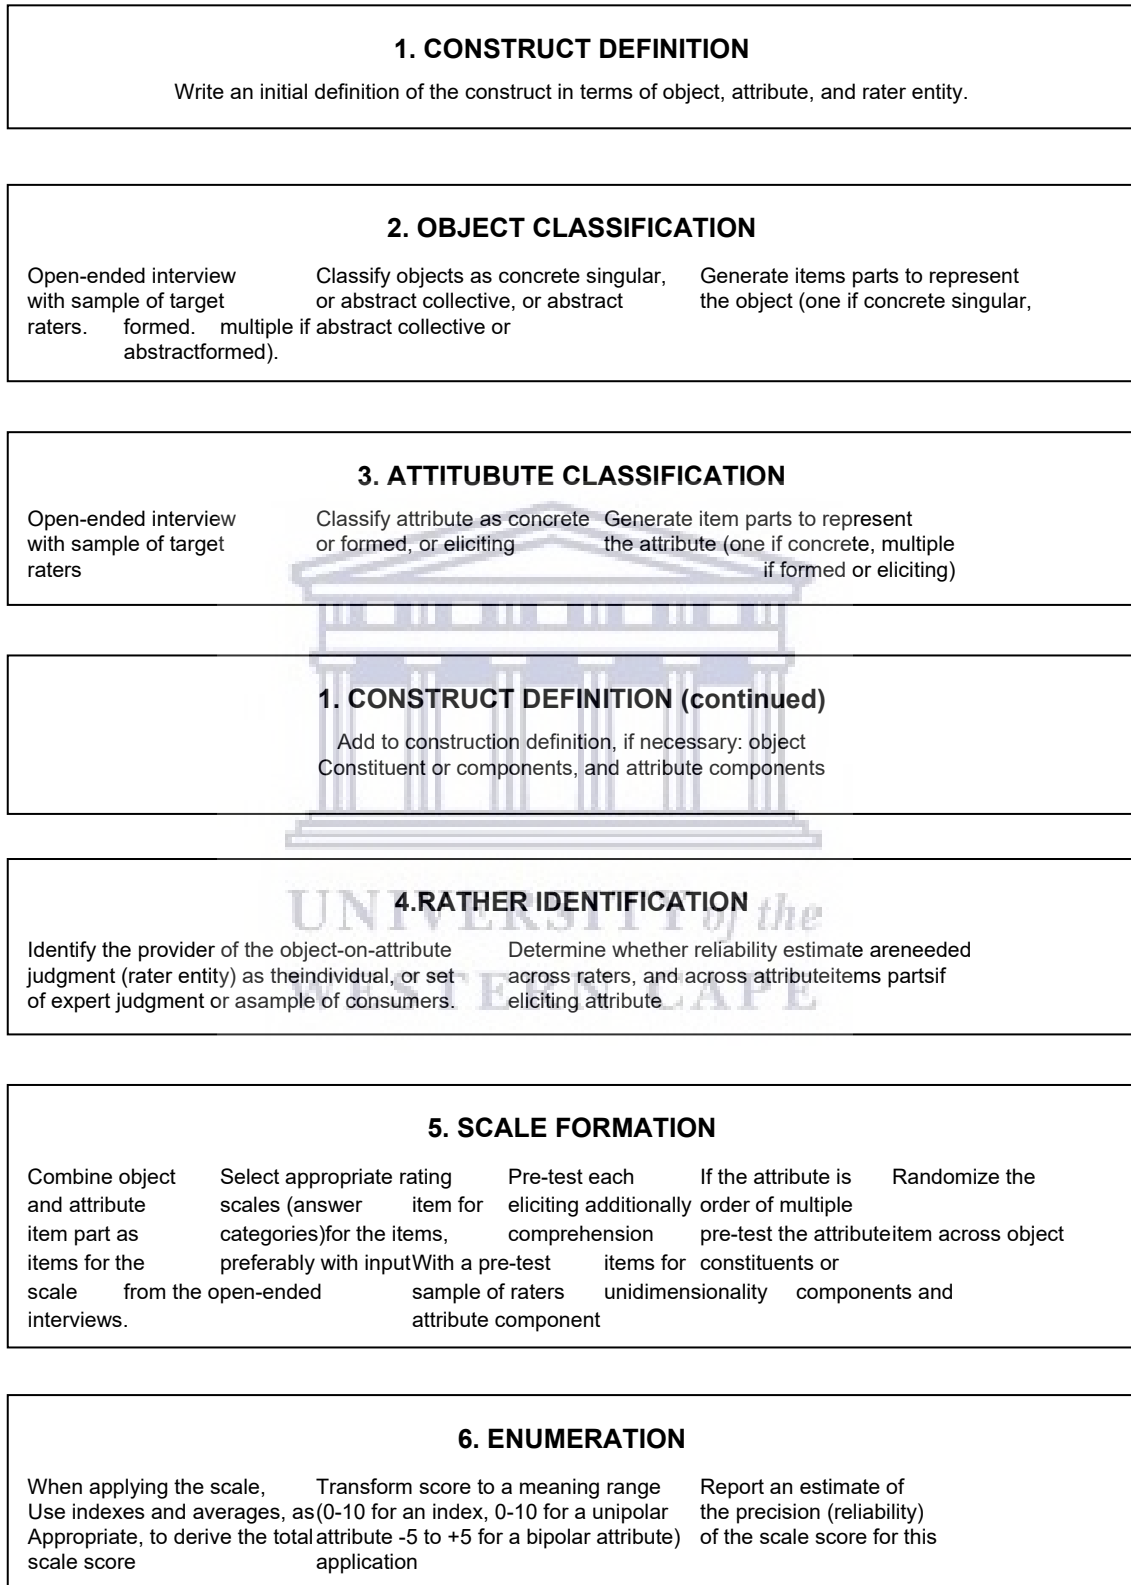 1. CONSTRUCT DEFINITION
Write an initial definition of the construct in terms of object, attribute, and rater entity.
2. OBJECT CLASSIFICATION
Open-ended interview Classify objects as concrete singular, Generate items parts to represent
with sample of target or abstract collective, or abstract the object (one if concrete singular,
raters. formed. multiple if abstract collective or
abstractformed).
3. ATTITUBUTE CLASSIFICATION
Open-ended interview Classify attribute as concrete Generate item parts to represent
with sample of target or formed, or eliciting the attribute (one if concrete, multiple
raters if formed or eliciting)
1. CONSTRUCT DEFINITION (continued)
Add to construction definition, if necessary: object
Constituent or components, and attribute components
4.RATHER IDENTIFICATION
Identify the provider of the object-on-attribute Determine whether reliability estimate areneeded
judgment (rater entity) as theindividual, or set across raters, and across attributeitems partsif
of expert judgment or asample of consumers. eliciting attribute
UNIVERSITY of the
WESTERN CAPE
5. SCALE FORMATION
Combine object Select appropriate rating Pre-test each If the attribute is Randomize the
and attribute scales (answer item for eliciting additionally order of multiple
item part as categories)for the items, comprehension pre-test the attributeitem across object
items for the preferably with inputWith a pre-test items for constituents or
scale from the open-ended sample of raters unidimensionality components and
interviews. attribute component
6. ENUMERATION
When applying the scale, Transform score to a meaning range Report an estimate of
Use indexes and averages, as(0-10 for an index, 0-10 for a unipolar the precision (reliability)
Appropriate, to derive the total attribute -5 to +5 for a bipolar attribute) of the scale score for this
scale score application